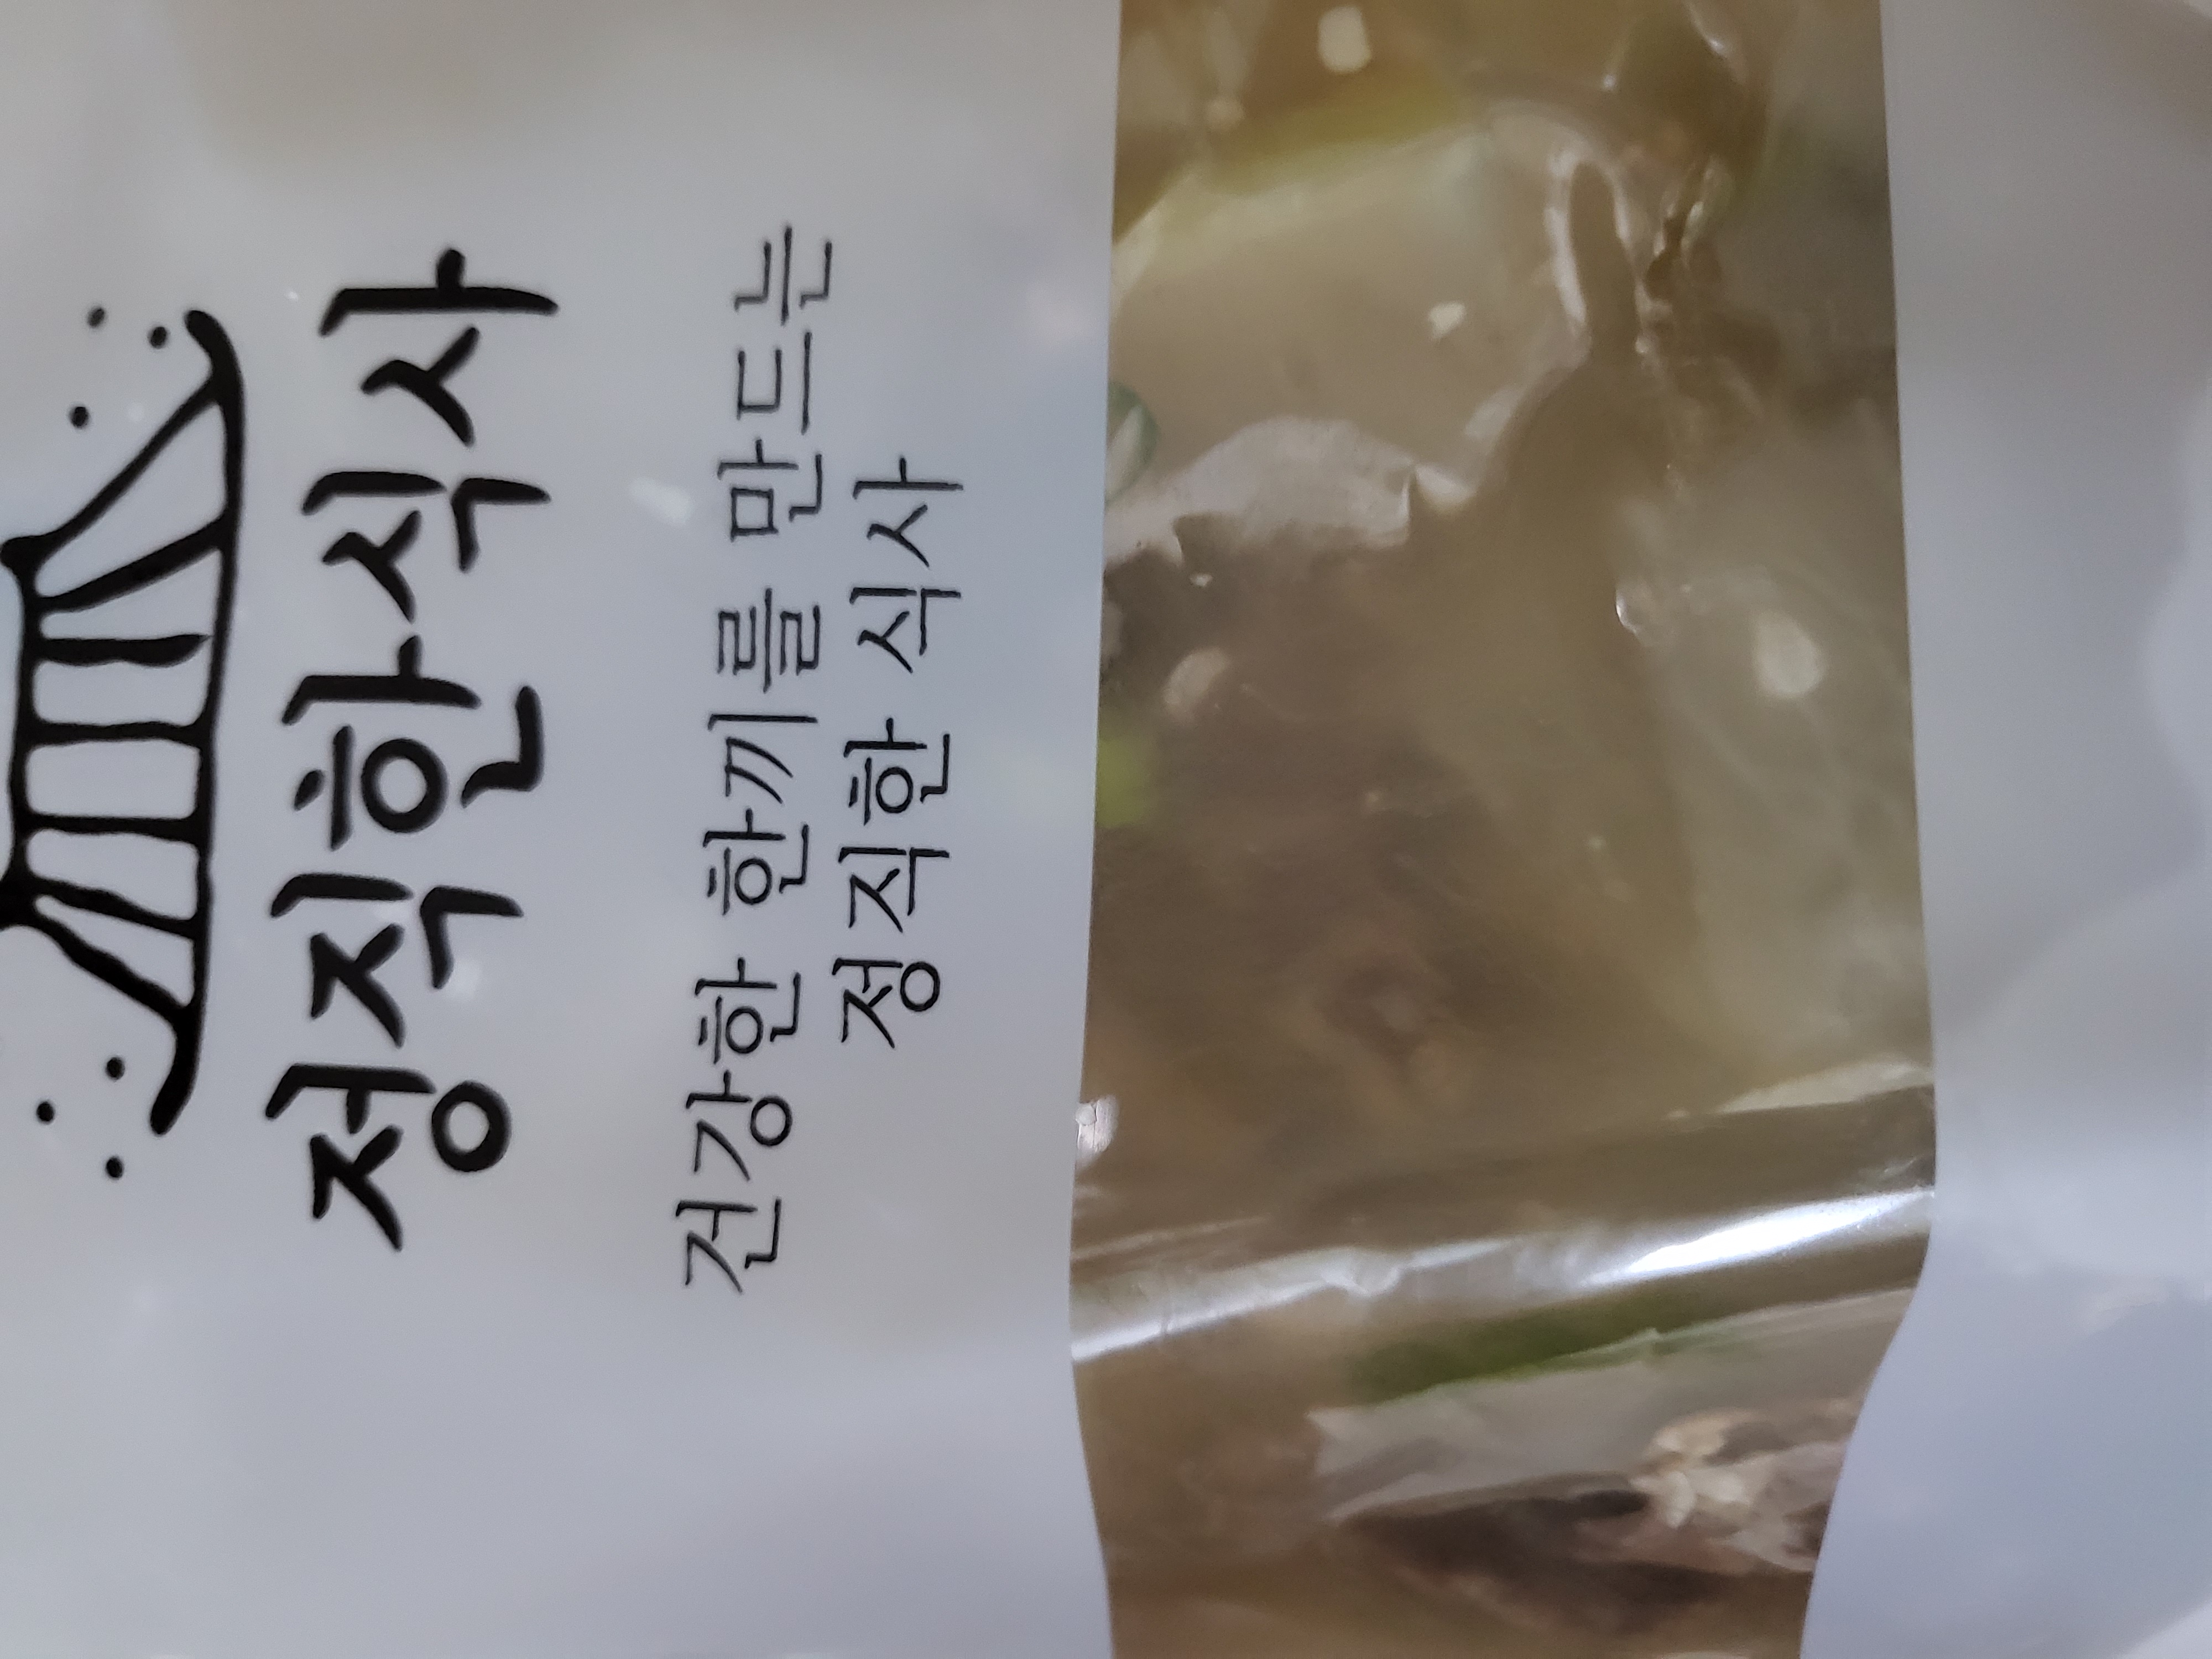 정직한식사
건강한 한끼를 만드는
정직한 식사